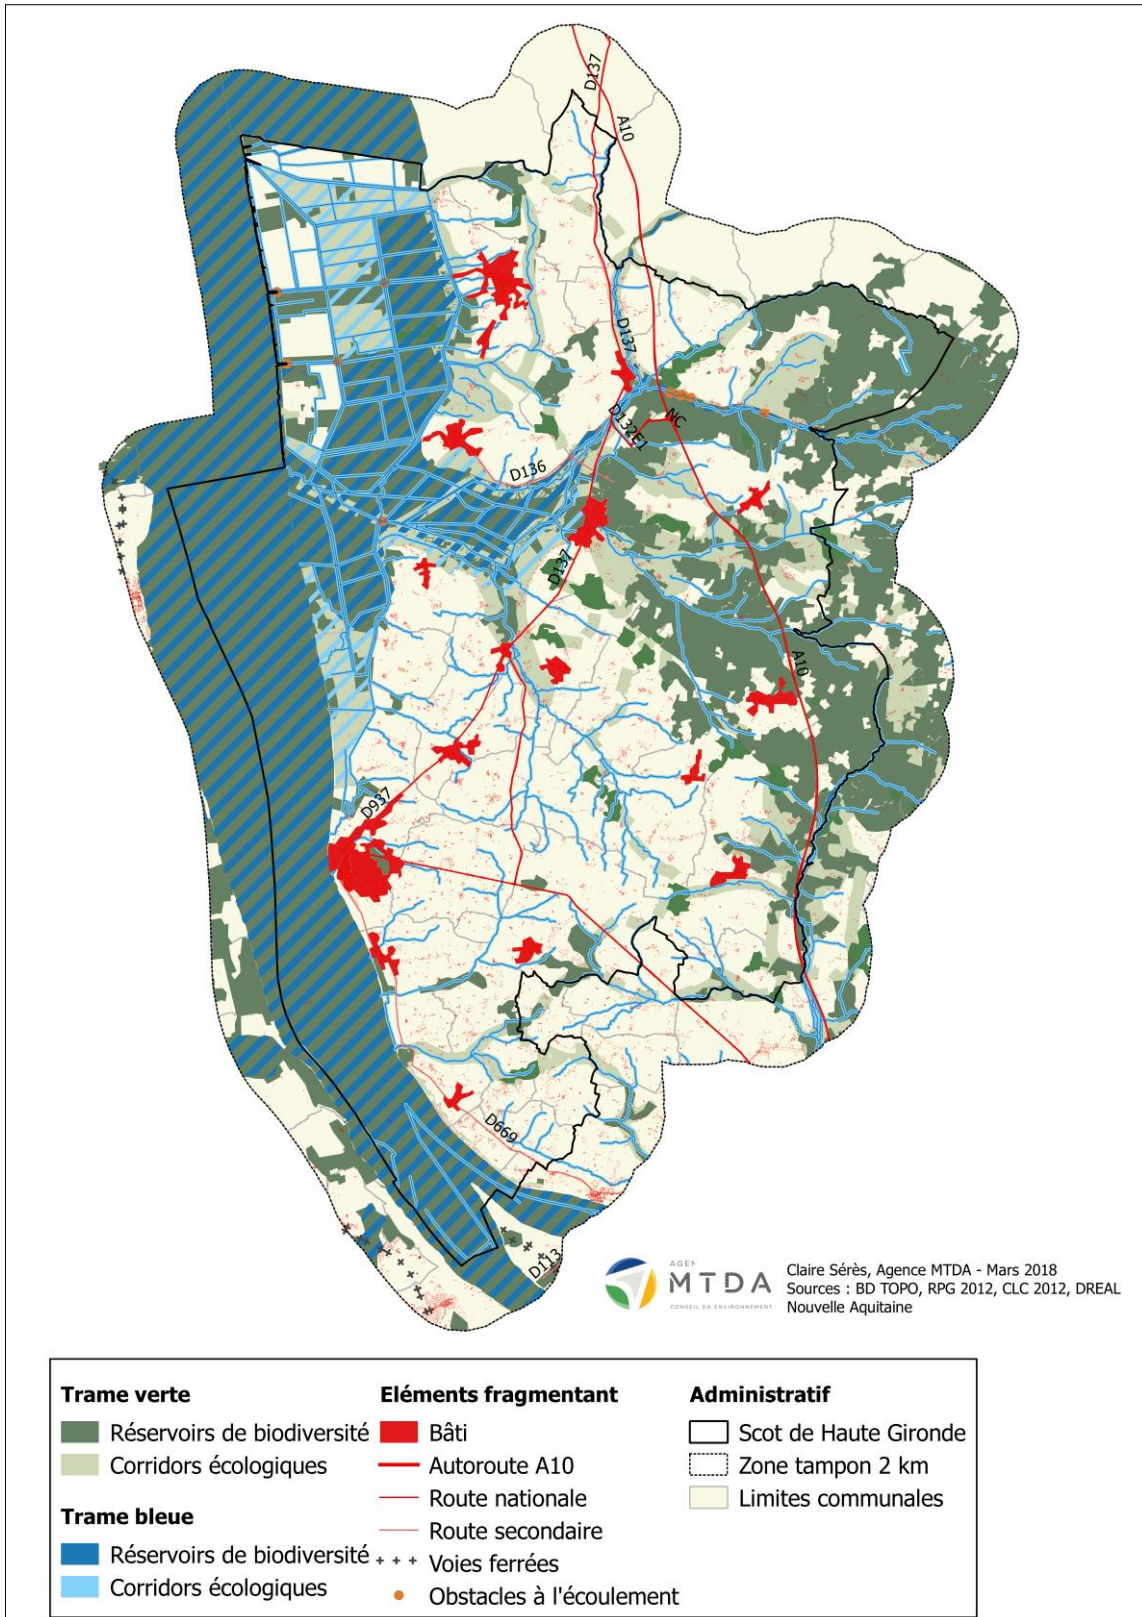 D137
A10
D137
NC
D132E1
D136
D137
A10
D937
D669
D113
AGEN
MTDA
CONSEIL EN ENVIRONNEMENT
Claire Sérès, Agence MTDA - Mars 2018
Sources : BD TOPO, RPG 2012, CLC 2012, DREAL
Nouvelle Aquitaine
Trame verte
Réservoirs de biodiversité
Corridors écologiques
Trame bleue
Réservoirs de biodiversité
Corridors écologiques
Eléments fragmentant
Bâti
Autoroute A10
Route nationale
Route secondaire
Voies ferrées
Obstacles à l'écoulement
Administratif
Scot de Haute Gironde
Zone tampon 2 km
Limites communales